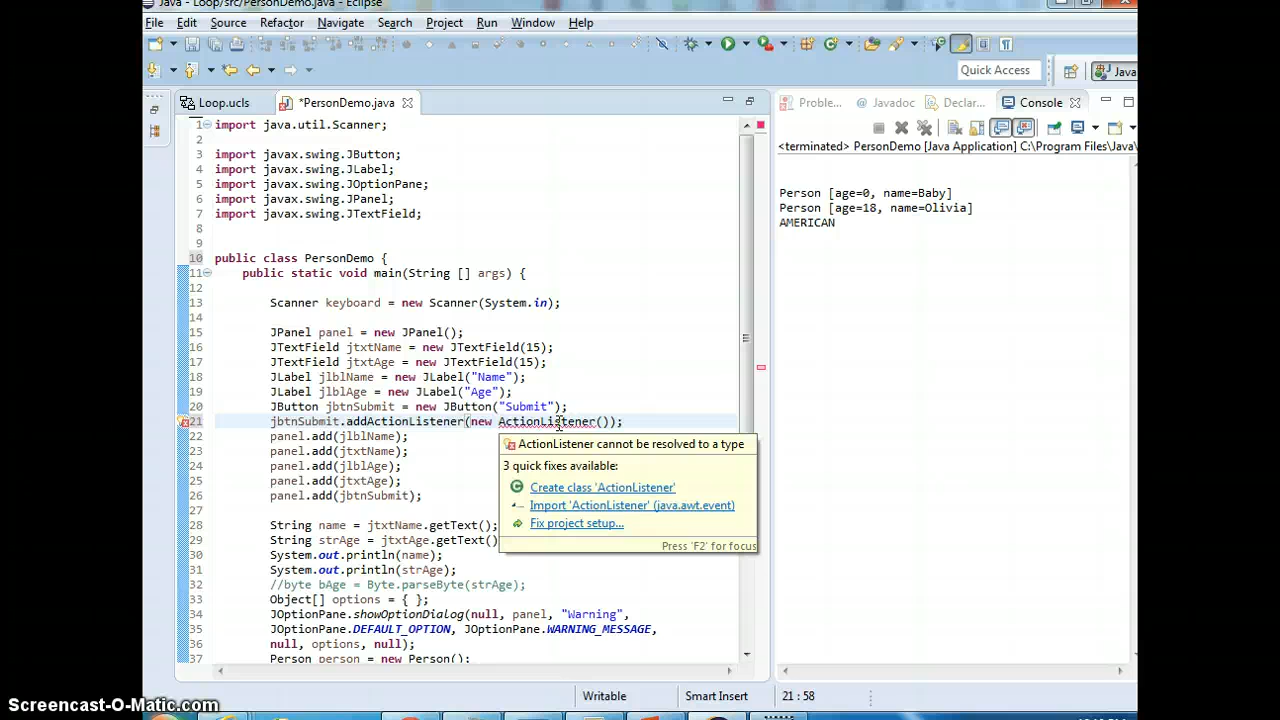 Java - Loop/src/PersonDemo.java - Eclipse
File Edit Source Refactor Navigate Search Project Run Window Help
Quick Access
Java
Loop.ucls
*PersonDemo.java
Proble...
Javadoc
Declar...
Console
<terminated> PersonDemo [Java Application] C:\Program Files\Java\
1 import java.util.Scanner;
2
3 import javax.swing.JButton;
4 import javax.swing.JLabel;
5 import javax.swing.JOptionPane;
6 import javax.swing.JPanel;
7 import javax.swing.JTextField;
8
9
10 public class PersonDemo {
11 public static void main(String [] args) {
12
13 Scanner keyboard = new Scanner(System.in);
14
15 JPanel panel = new JPanel();
16 JTextField jtxtName = new JTextField(15);
17 JTextField jtxtAge = new JTextField(15);
18 JLabel jlblName = new JLabel("Name");
19 JLabel jlblAge = new JLabel("Age");
20 JButton jbtnSubmit = new JButton("Submit");
21 jbtnSubmit.addActionListener(new ActionListener());
22 panel.add(jlblName);
23 panel.add(jtxtName);
24 panel.add(jlblAge);
25 panel.add(jtxtAge);
26 panel.add(jbtnSubmit);
27
28 String name = jtxtName.getText();
29 String strAge = jtxtAge.getText()
30 System.out.println(name);
31 System.out.println(strAge);
32 //byte bAge = Byte.parseByte(strAge);
33 Object[] options = { };
34 JOptionPane.showOptionDialog(null, panel, "Warning",
35 JOptionPane.DEFAULT_OPTION, JOptionPane.WARNING_MESSAGE,
36 null, options, null);
37 Person person = new Person();
ActionListener cannot be resolved to a type
3 quick fixes available:
Create class 'ActionListener'
Import 'ActionListener' (java.awt.event)
Fix project setup...
Press 'F2' for focus
Person [age=0, name=Baby]
Person [age=18, name=Olivia]
AMERICAN
Writable
Smart Insert
21 : 58
Screencast-O-Matic.com